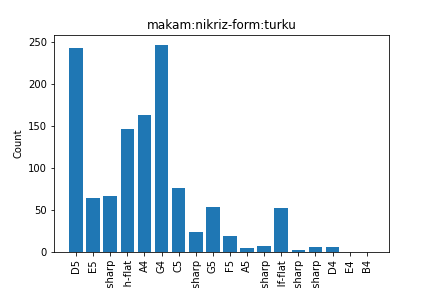 makam:nikriz-form:turku
Count
250
200
150
100
50
0
D5
E5
sharp
h-flat
A4
G4
C5
sharp
G5
F5
A5
sharp
lf-flat
sharp
sharp
D4
E4
B4